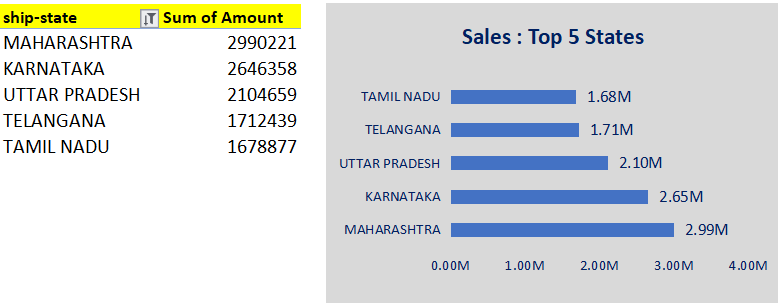 ship-state Sum of Amount
MAHARASHTRA 2990221
KARNATAKA 2646358
UTTAR PRADESH 2104659
TELANGANA 1712439
TAMIL NADU 1678877
Sales : Top 5 States
TAMIL NADU 1.68M
TELANGANA 1.71M
UTTAR PRADESH 2.10M
KARNATAKA 2.65M
MAHARASHTRA 2.99M
0.00M 1.00M 2.00M 3.00M 4.00M